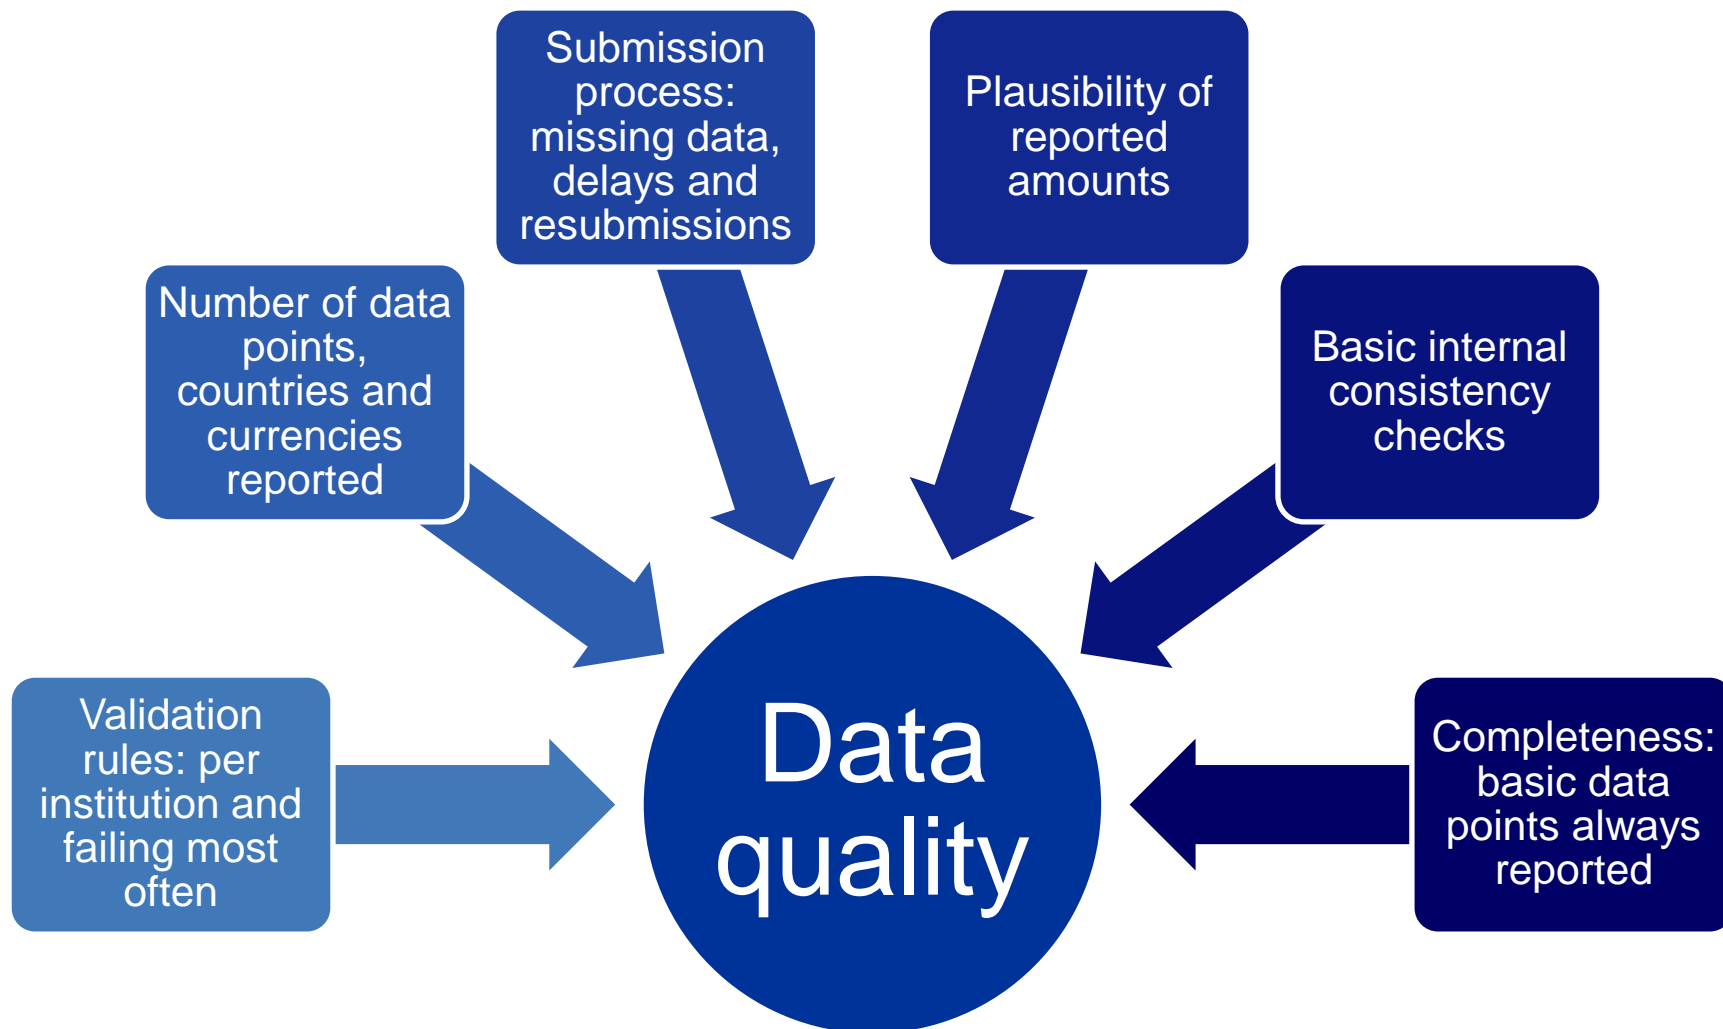 Submission
process:
missing data,
delays and
resubmissions
Plausibility of
reported
amounts
Number of data
points,
countries and
currencies
reported
Basic internal
consistency
checks
Validation
rules: per
institution and
failing most
often
Data
quality
Completeness:
basic data
points always
reported